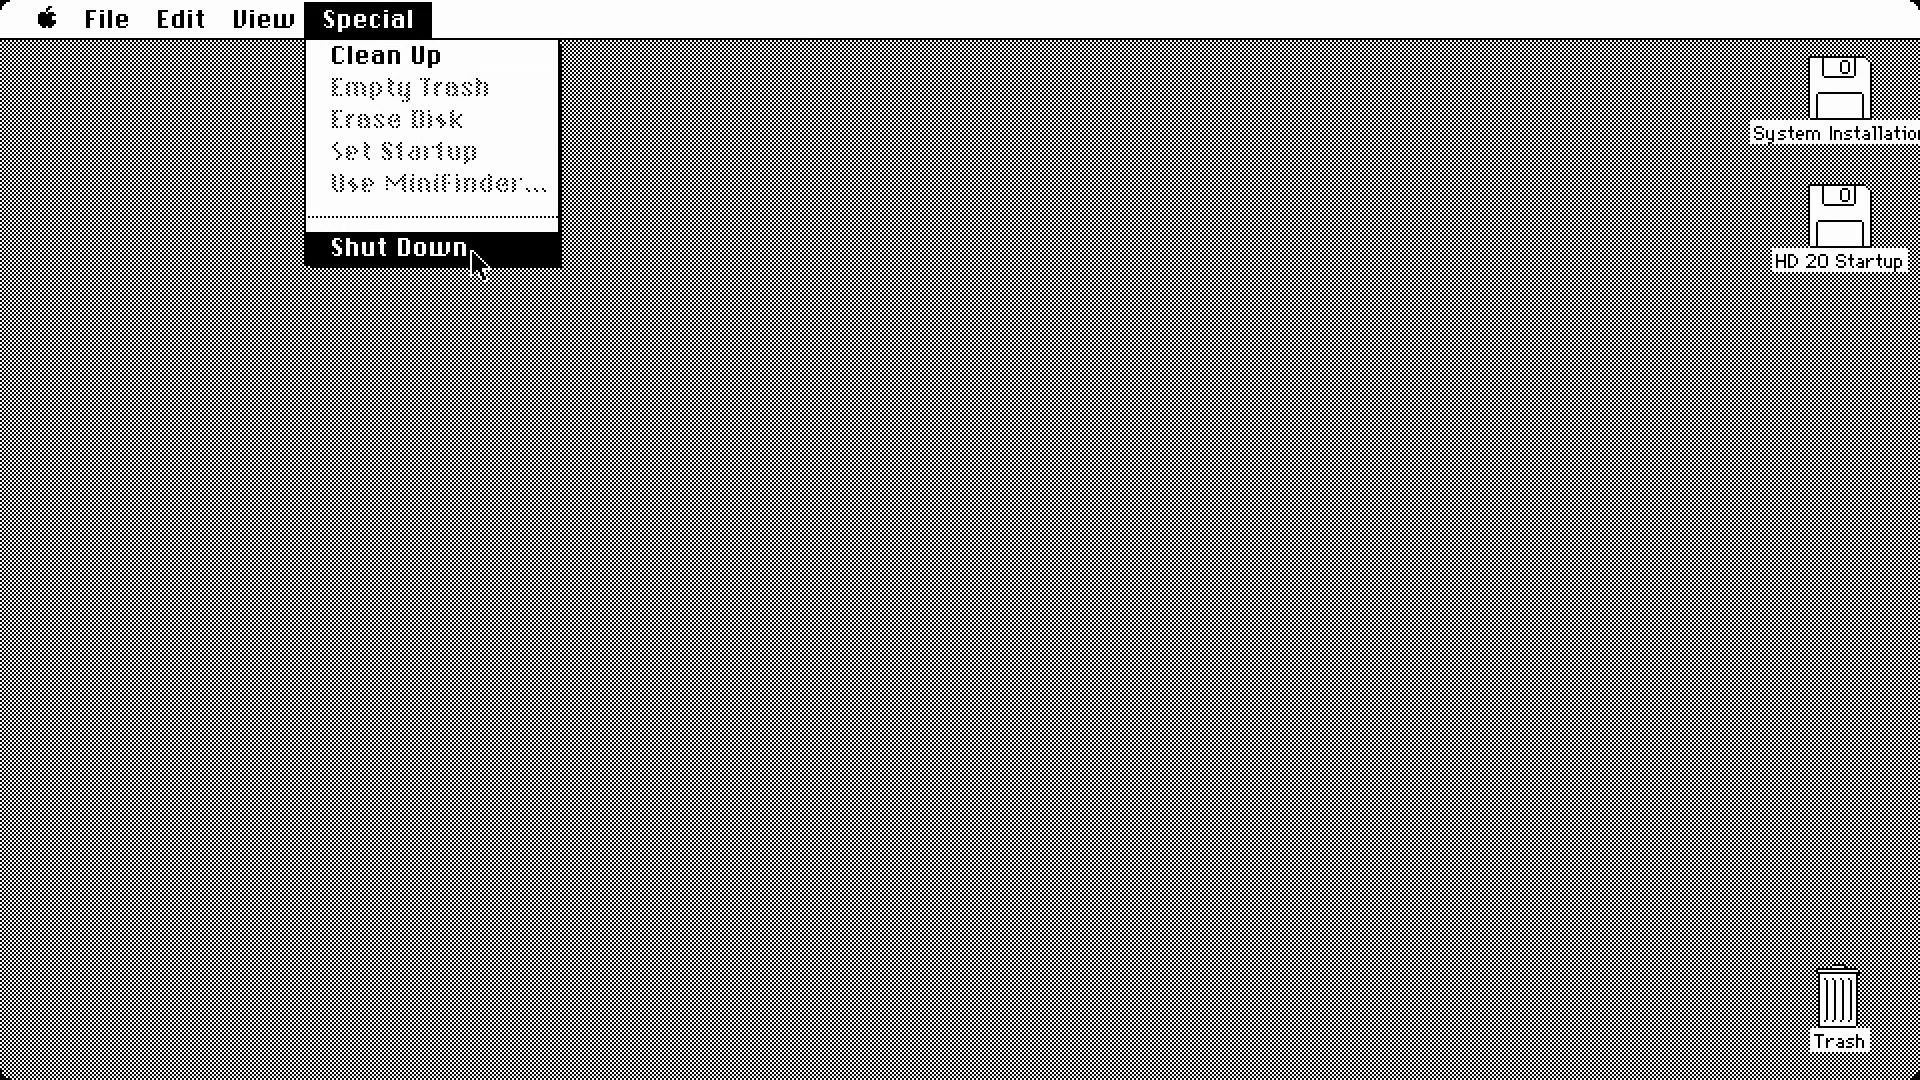 File Edit View Special
Clean Up
Empty Trash
Erase Disk
Set Startup
Use MiniFinder...
Shut Down
System Installation
HD 20 Startup
Trash